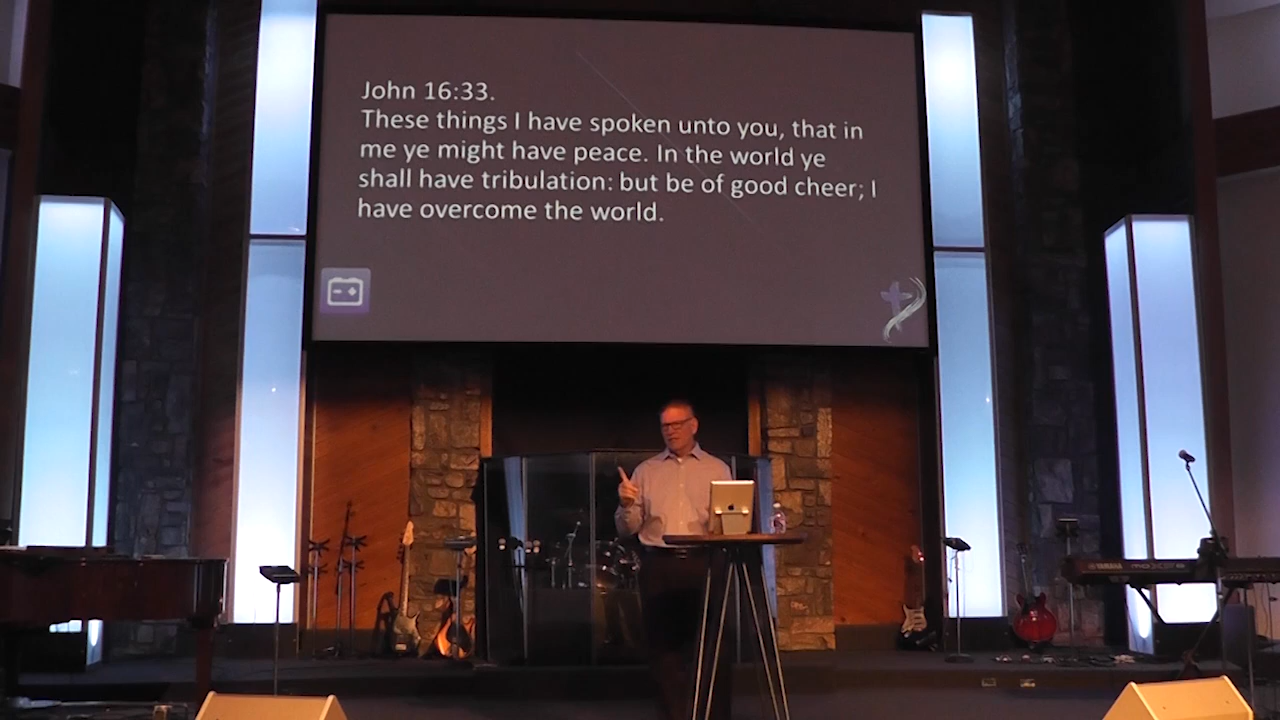 John 16:33.
These things I have spoken unto you, that in
me ye might have peace. In the world ye
shall have tribulation: but be of good cheer; I
have overcome the world.
YAMAHA